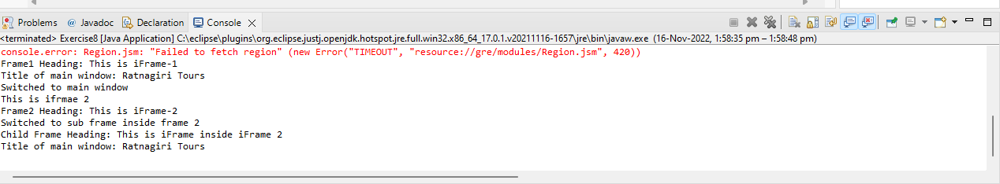 Problems @ Javadoc Declaration Console
<terminated> Exercise8 [Java Application] C:\eclipse\plugins\org.eclipse.justj.openjdk.hotspot.jre.full.win32.x86_64_17.0.1.v20211116-1657\jre\bin\javaw.exe (16-Nov-2022, 1:58:35 pm – 1:58:48 pm)
console.error: Region.jsm: "Failed to fetch region" (new Error("TIMEOUT", "resource://gre/modules/Region.jsm", 420))
Frame1 Heading: This is iFrame-1
Title of main window: Ratnagiri Tours
Switched to main window
This is ifrmae 2
Frame2 Heading: This is iFrame-2
Switched to sub frame inside frame 2
Child Frame Heading: This is iFrame inside iFrame 2
Title of main window: Ratnagiri Tours